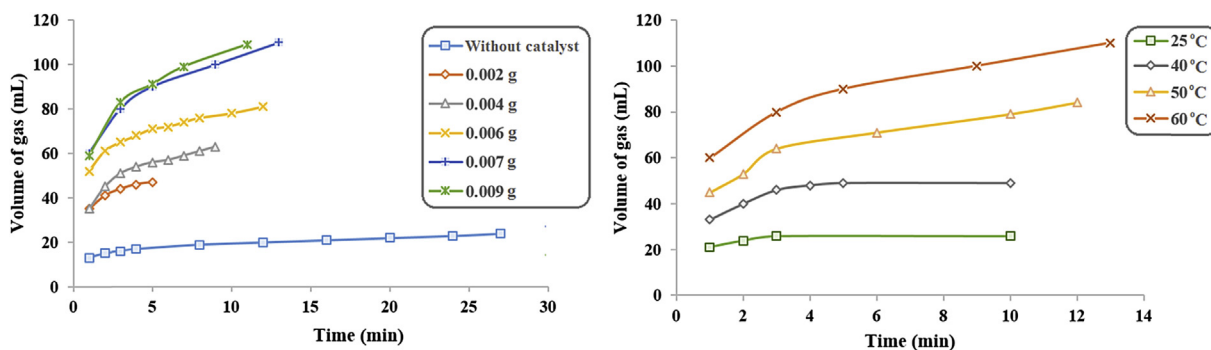 120
100
80
60
40
20
0
Volume of gas (mL)
0 5 10 15 20 25 30
Time (min)
Without catalyst
0.002 g
0.004 g
0.006 g
0.007 g
0.009 g
120
100
80
60
40
20
0
Volume of gas (mL)
0 2 4 6 8 10 12 14
Time (min)
25 °C
40 °C
50 °C
60 °C